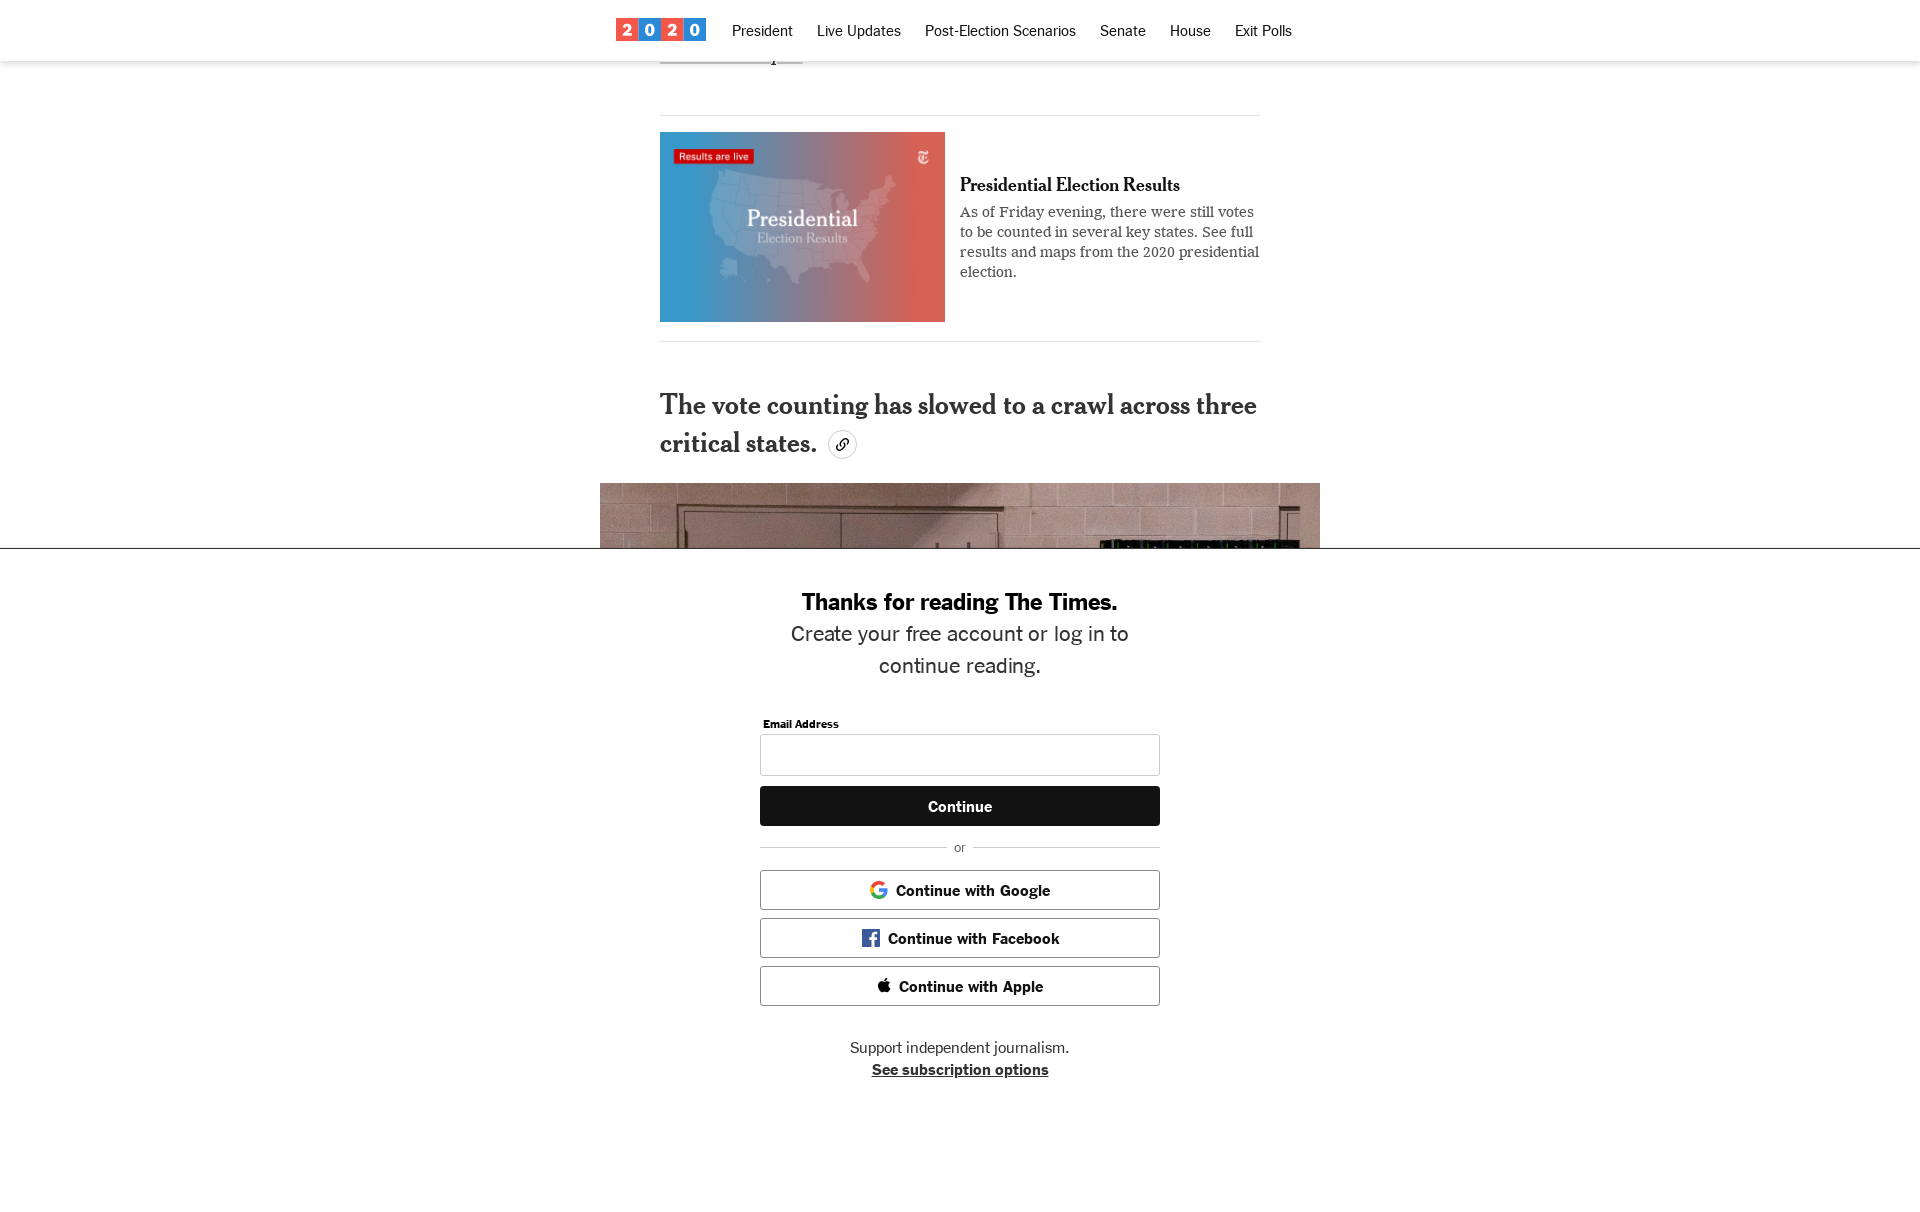 2020 President Live Updates Post-Election Scenarios Senate House Exit Polls
Results are live
Presidential
Election Results
Presidential Election Results
As of Friday evening, there were still votes
to be counted in several key states. See full
results and maps from the 2020 presidential
election.
The vote counting has slowed to a crawl across three
critical states.
Thanks for reading The Times.
Create your free account or log in to
continue reading.
Email Address
Continue
or
Continue with Google
Continue with Facebook
Continue with Apple
Support independent journalism.
See subscription options